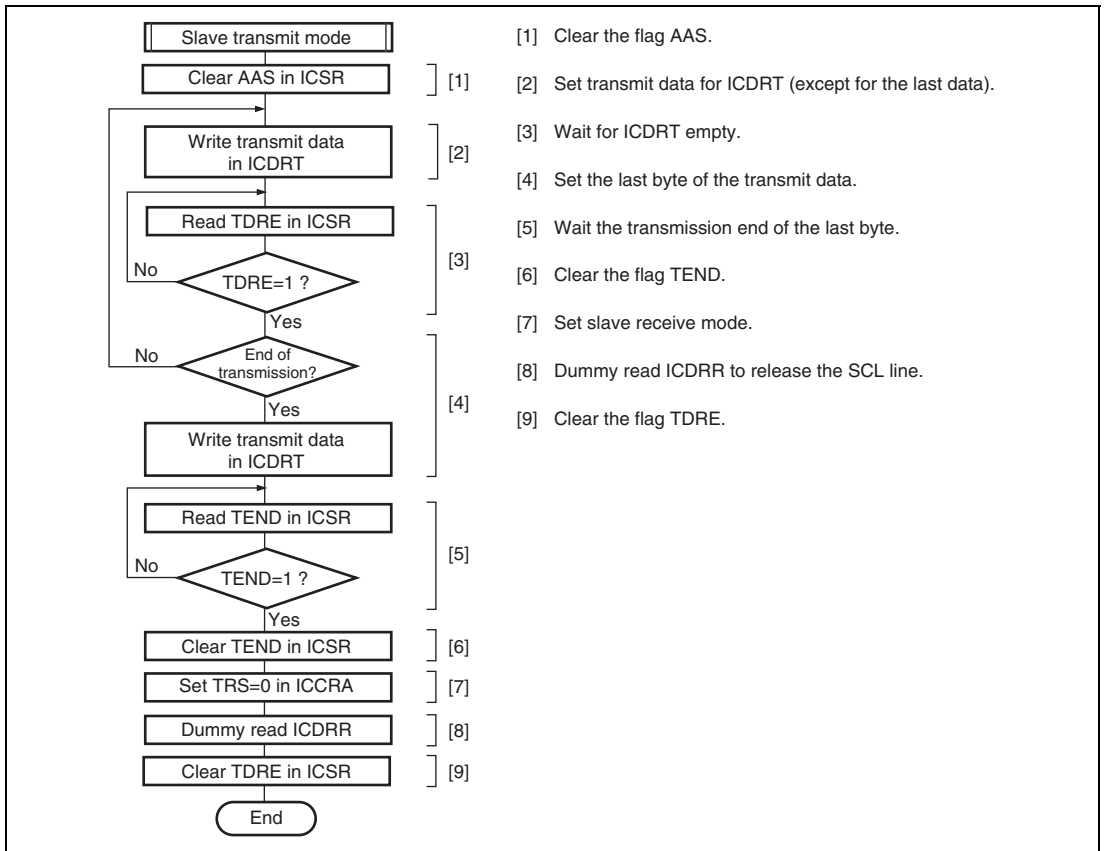 Slave transmit mode
Clear AAS in ICSR
[1]
Write transmit data
in ICDRT
[2]
Read TDRE in ICSR
No
TDRE=1 ?
[3]
Yes
No
End of
transmission?
Yes
[4]
Write transmit data
in ICDRT
Read TEND in ICSR
No
TEND=1 ?
[5]
Yes
Clear TEND in ICSR
[6]
Set TRS=0 in ICCRA
[7]
Dummy read ICDRR
[8]
Clear TDRE in ICSR
[9]
End
[1] Clear the flag AAS.
[2] Set transmit data for ICDRT (except for the last data).
[3] Wait for ICDRT empty.
[4] Set the last byte of the transmit data.
[5] Wait the transmission end of the last byte.
[6] Clear the flag TEND.
[7] Set slave receive mode.
[8] Dummy read ICDRR to release the SCL line.
[9] Clear the flag TDRE.